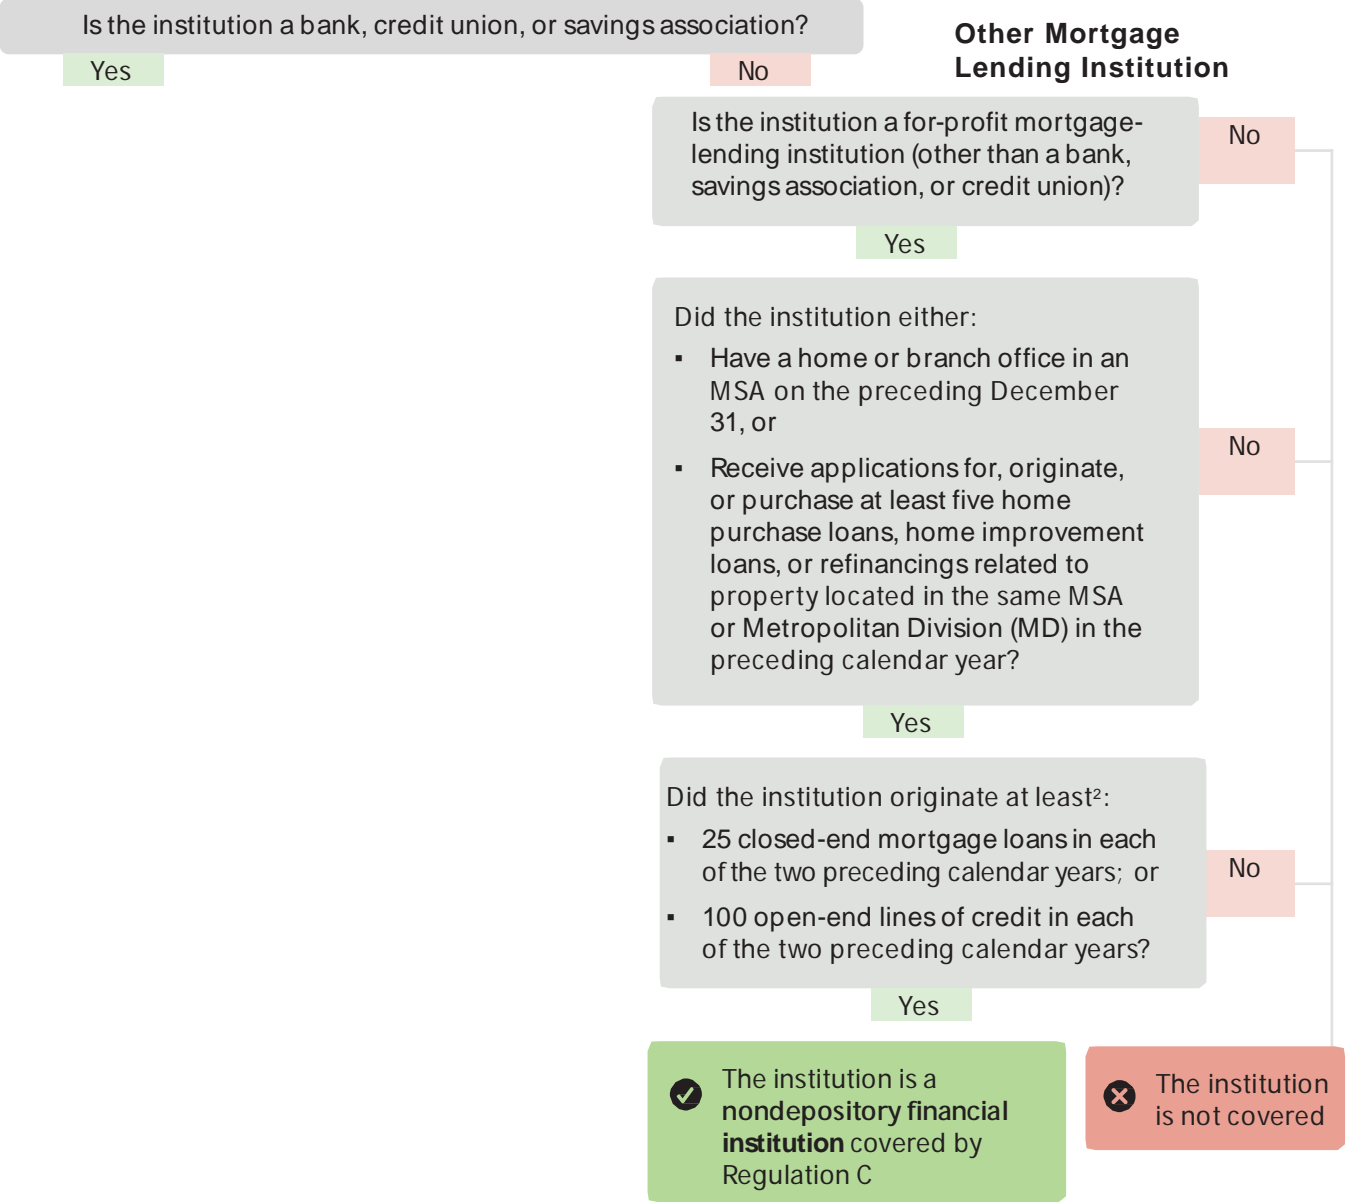 Is the institution a bank, credit union, or savings association?
Other Mortgage
Lending Institution
Yes
No
Is the institution a for-profit mortgage-
lending institution (other than a bank,
savings association, or credit union)?
No
Yes
Did the institution either:
▪ Have a home or branch office in an
MSA on the preceding December
31, or
▪ Receive applications for, originate,
or purchase at least five home
purchase loans, home improvement
loans, or refinancings related to
property located in the same MSA
or Metropolitan Division (MD) in the
preceding calendar year?
No
Yes
Did the institution originate at least²:
▪ 25 closed-end mortgage loans in each
of the two preceding calendar years; or
▪ 100 open-end lines of credit in each
of the two preceding calendar years?
No
Yes
The institution is a
nondepository financial
institution covered by
Regulation C
The institution
is not covered